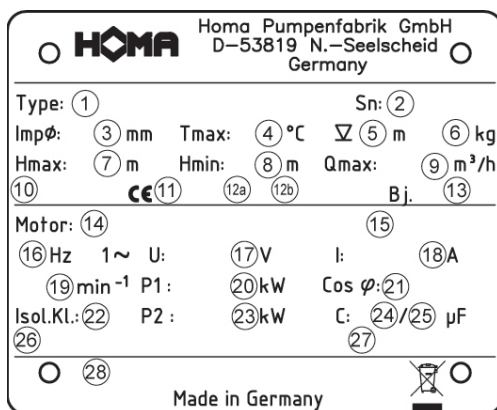 HOMA
Homa Pumpenfabrik GmbH
D-53819 N.-Seelscheid
Germany
Type: 1 Sn: 2
ImpΦ: 3 mm Tmax: 4 °C 5 m 6 kg
Hmax: 7 m Hmin: 8 m Qmax: 9 m³/h
10 CE 11 12a 12b Bj. 13
Motor: 14 15
16 Hz 1~ U: 17 V I: 18 A
19 min⁻¹ P1: 20 kW Cos φ: 21
Isol.Kl.: 22 P2: 23 kW C: 24/25 µF
26 27
28
Made in Germany